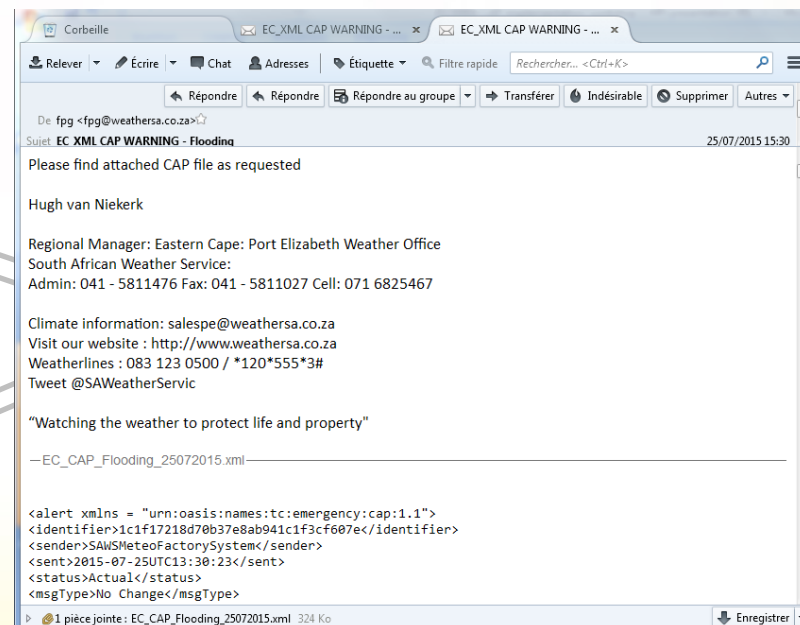 Corbeille
EC_XML CAP WARNING - ... ×
EC_XML CAP WARNING - ... ×
Relever Écrire Chat Adresses Étiquette Filtre rapide Rechercher... <Ctrl+K>
Répondre Répondre Répondre au groupe Transférer Indésirable Supprimer Autres
De fpg <fpg@weathersa.co.za>
Sujet EC XML CAP WARNING - Flooding 25/07/2015 15:30
Please find attached CAP file as requested
Hugh van Niekerk
Regional Manager: Eastern Cape: Port Elizabeth Weather Office
South African Weather Service:
Admin: 041 - 5811476 Fax: 041 - 5811027 Cell: 071 6825467
Climate information: salespe@weathersa.co.za
Visit our website : http://www.weathersa.co.za
Weatherlines : 083 123 0500 / *120*555*3#
Tweet @SAWeatherServic
“Watching the weather to protect life and property"
EC_CAP_Flooding_25072015.xml
<alert xmlns = "urn:oasis:names:tc:emergency:cap:1.1">
<identifier>1c1f17218d70b37e8ab941c1f3cf607e</identifier>
<sender>SAWSMeteoFactorySystem</sender>
<sent>2015-07-25UTC13:30:23</sent>
<status>Actual</status>
<msgType>No Change</msgType>
1 pièce jointe : EC_CAP_Flooding_25072015.xml 324 Ko Enregistrer